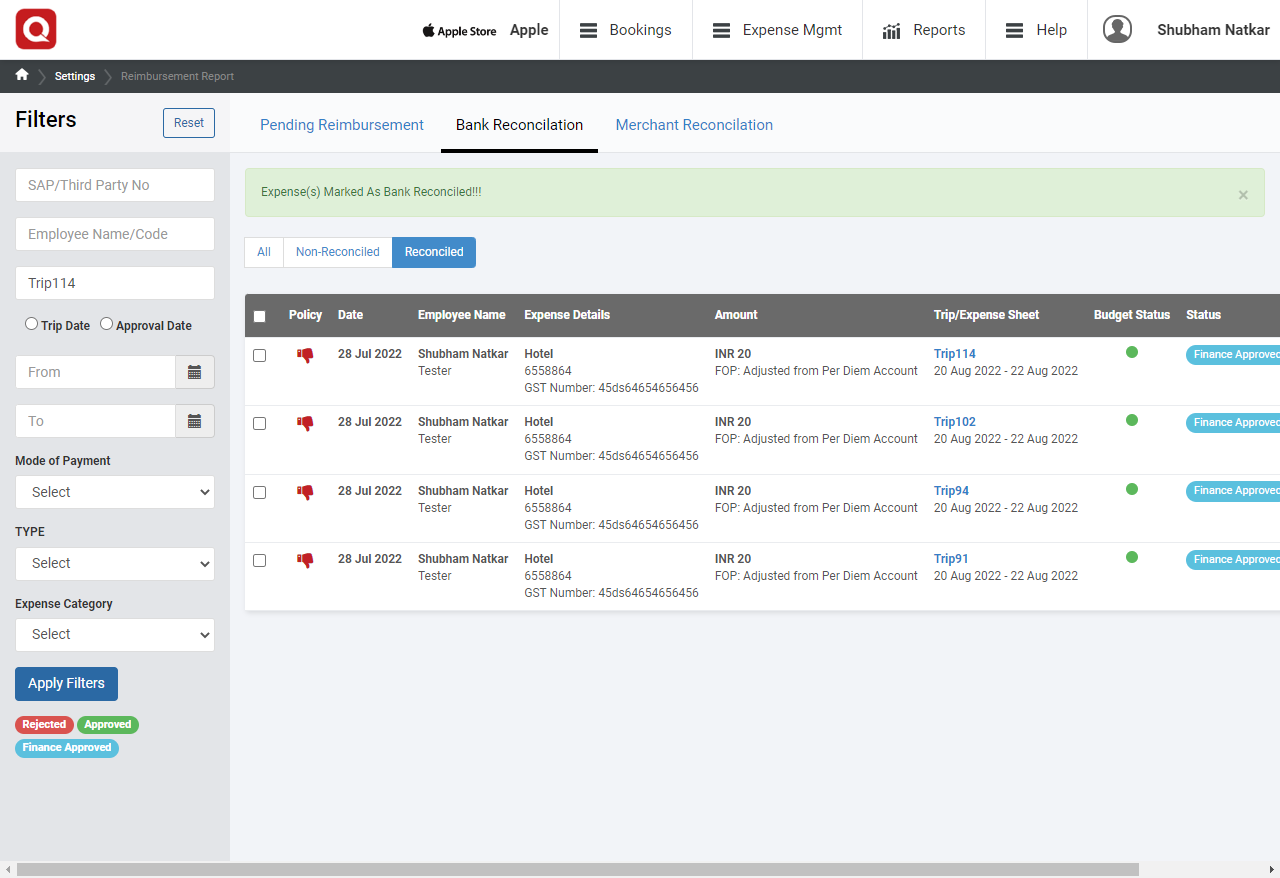 Apple Store Apple Bookings Expense Mgmt Reports Help Shubham Natkar
Settings Reimbursement Report
Filters Reset
SAP/Third Party No
Employee Name/Code
Trip114
Trip Date Approval Date
From
To
Mode of Payment
Select
TYPE
Select
Expense Category
Select
Apply Filters
Rejected Approved
Finance Approved
Pending Reimbursement Bank Reconcilation Merchant Reconcilation
Expense(s) Marked As Bank Reconciled!!! ×
All Non-Reconciled Reconciled
Policy Date Employee Name Expense Details Amount Trip/Expense Sheet Budget Status Status
28 Jul 2022 Shubham Natkar Hotel INR 20 Trip114 Finance Approved
Tester 6558864 FOP: Adjusted from Per Diem Account 20 Aug 2022 - 22 Aug 2022
GST Number: 45ds64654656456
28 Jul 2022 Shubham Natkar Hotel INR 20 Trip102 Finance Approved
Tester 6558864 FOP: Adjusted from Per Diem Account 20 Aug 2022 - 22 Aug 2022
GST Number: 45ds64654656456
28 Jul 2022 Shubham Natkar Hotel INR 20 Trip94 Finance Approved
Tester 6558864 FOP: Adjusted from Per Diem Account 20 Aug 2022 - 22 Aug 2022
GST Number: 45ds64654656456
28 Jul 2022 Shubham Natkar Hotel INR 20 Trip91 Finance Approved
Tester 6558864 FOP: Adjusted from Per Diem Account 20 Aug 2022 - 22 Aug 2022
GST Number: 45ds64654656456